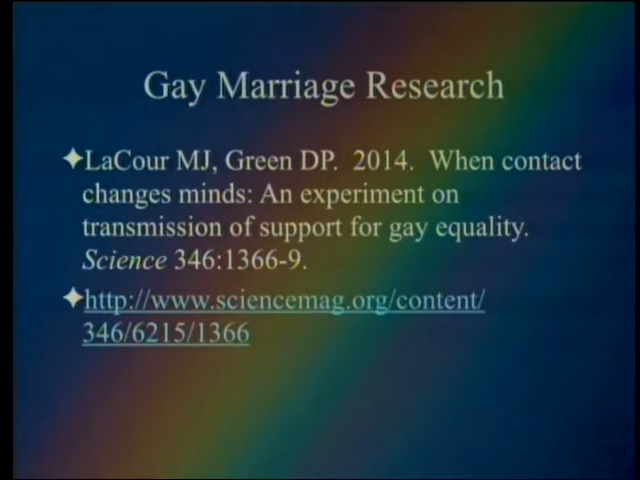 Gay Marriage Research
✦LaCour MJ, Green DP. 2014. When contact
changes minds: An experiment on
transmission of support for gay equality.
Science 346:1366-9.
✦http://www.sciencemag.org/content/
346/6215/1366